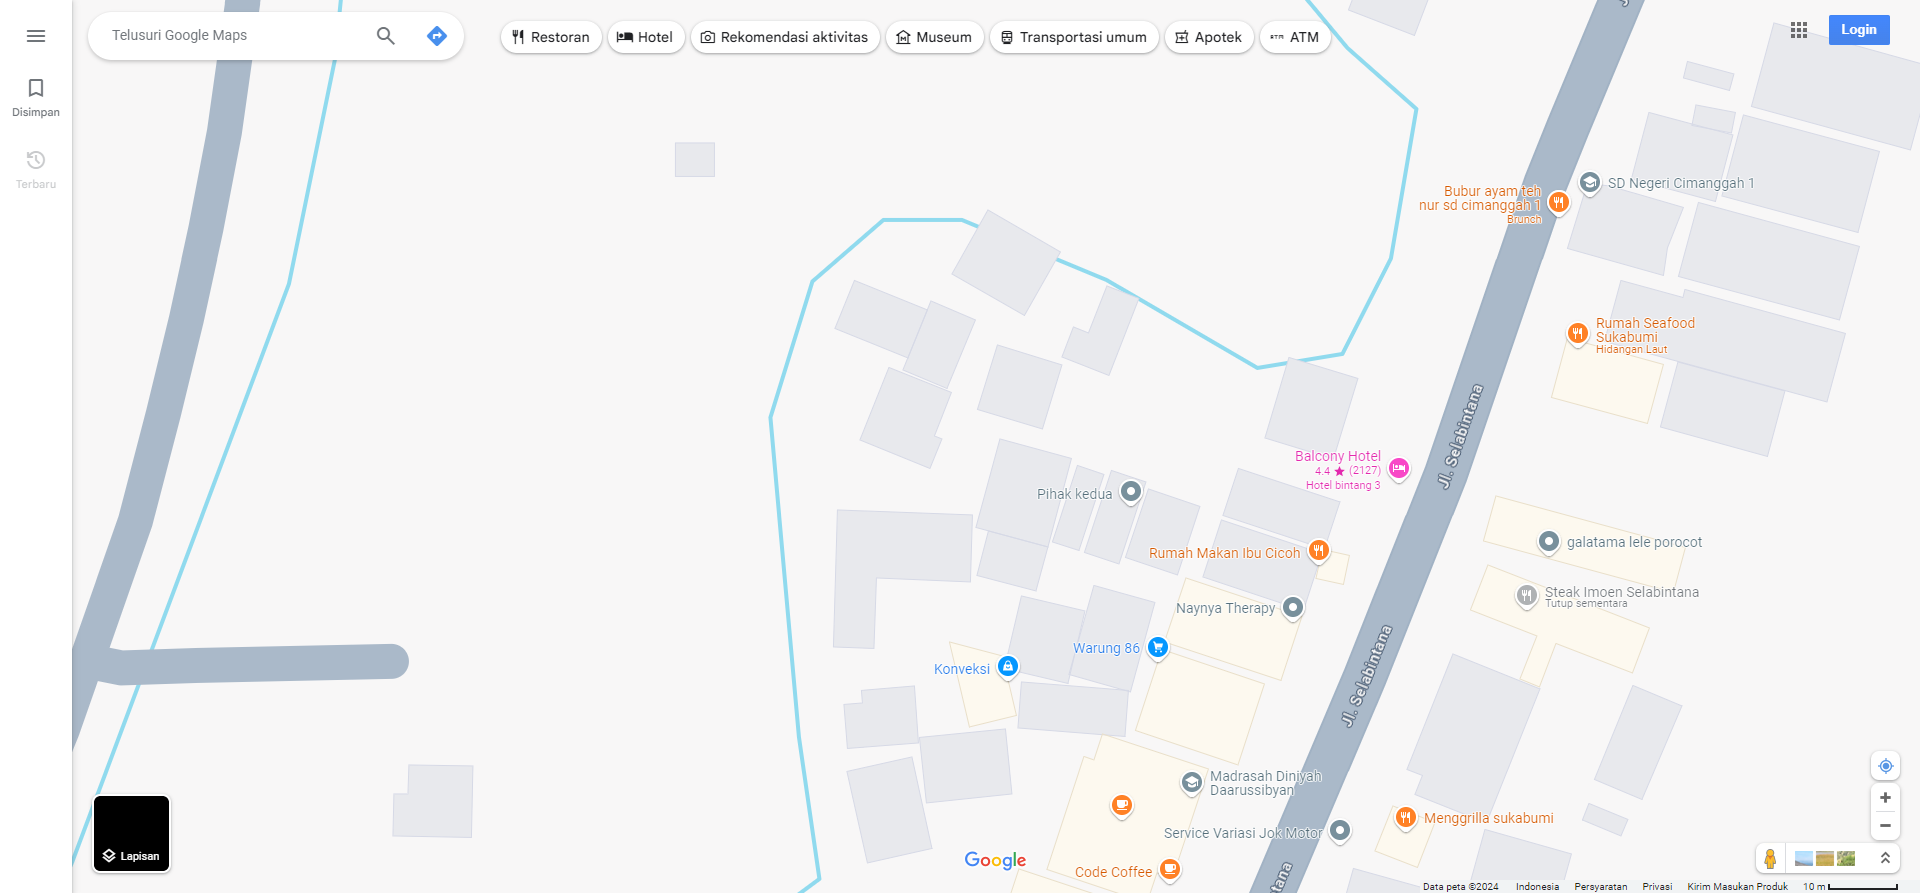 Telusuri Google Maps
Restoran
Hotel
Rekomendasi aktivitas
Museum
Transportasi umum
Apotek
ATM
Login
Disimpan
Terbaru
Jl.
Bubur ayam teh
nur sd cimanggah 1
Brunch
SD Negeri Cimanggah 1
Rumah Seafood
Sukabumi
Hidangan Laut
Jl. Selabintana
Balcony Hotel
4.4 ★ (2127)
Hotel bintang 3
Pihak kedua
Rumah Makan Ibu Cicoh
galatama lele porocot
Steak Imoen Selabintana
Tutup sementara
Naynya Therapy
Warung 86
Konveksi
Jl. Selabintana
Madrasah Diniyah
Daarussibyan
Service Variasi Jok Motor
Menggrilla sukabumi
Code Coffee
Lapisan
Google
Data peta ©2024
Indonesia
Persyaratan
Privasi
Kirim Masukan Produk
10 m